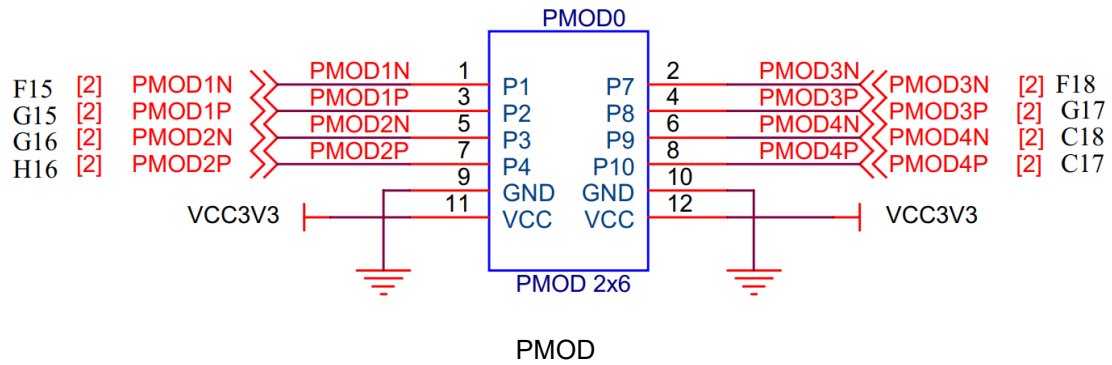 PMOD0
F15 [2] PMOD1N PMOD1N 1 P1 P7 2 PMOD3N PMOD3N [2] F18
G15 [2] PMOD1P PMOD1P 3 P2 P8 4 PMOD3P PMOD3P [2] G17
G16 [2] PMOD2N PMOD2N 5 P3 P9 6 PMOD4N PMOD4N [2] C18
H16 [2] PMOD2P PMOD2P 7 P4 P10 8 PMOD4P PMOD4P [2] C17
9 GND GND 10
VCC3V3 11 VCC VCC 12 VCC3V3
PMOD 2x6
PMOD